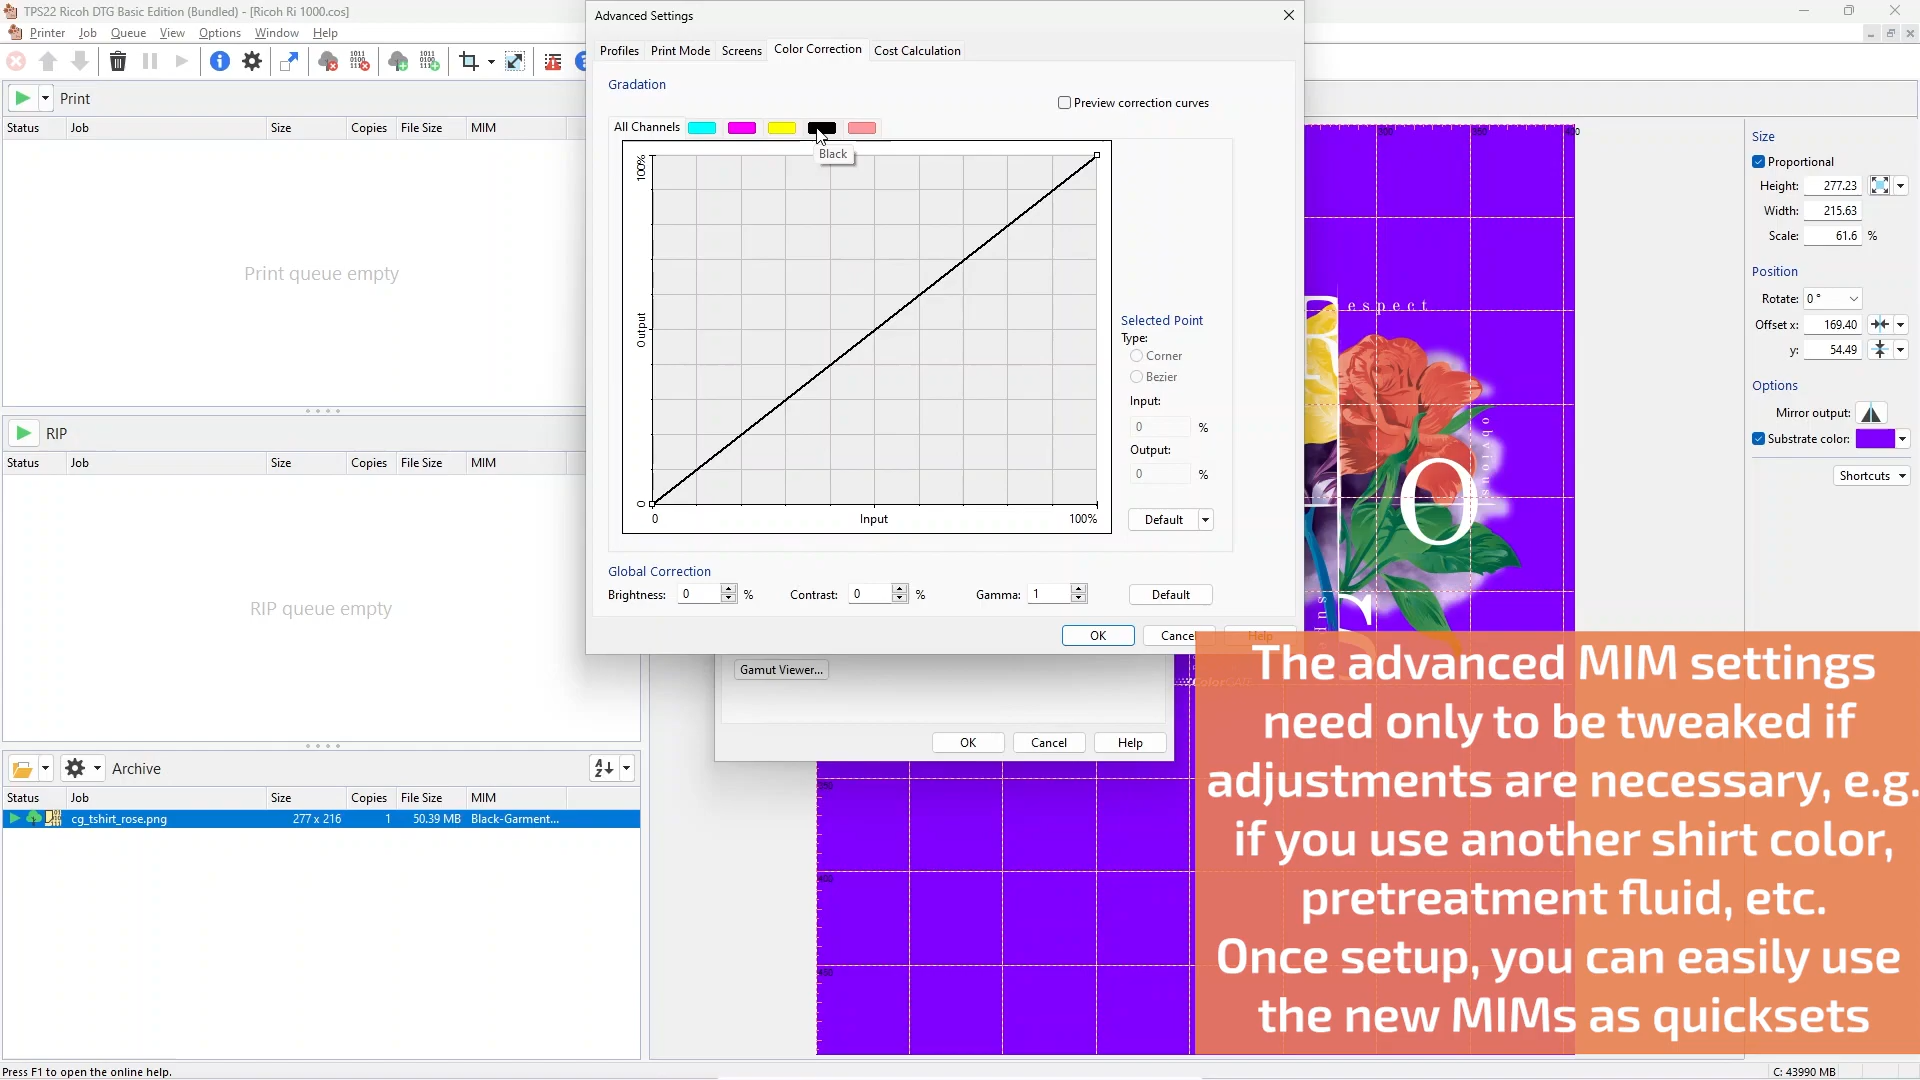 TPS22 Ricoh DTG Basic Edition (Bundled) - [Ricoh Ri 1000.cos]
Printer Job Queue View Options Window Help
Print
Status Job Size Copies File Size MIM
Print queue empty
RIP
Status Job Size Copies File Size MIM
RIP queue empty
Archive
Status Job Size Copies File Size MIM
cg_tshirt_rose.png 277 x 216 1 50.39 MB Black-Garment...
Press F1 to open the online help.
C: 43990 MB
Advanced Settings
Profiles Print Mode Screens Color Correction Cost Calculation
Gradation
Preview correction curves
All Channels
Black
100%
Output
0
0 Input 100%
Selected Point
Type:
Corner
Bezier
Input:
0 %
Output:
0 %
Default
Global Correction
Brightness: 0 % Contrast: 0 % Gamma: 1 Default
OK Cancel Help
Gamut Viewer...
OK Cancel Help
400
espect
obvious
O
Size
Proportional
Height: 277.23
Width: 215.63
Scale: 61.6 %
Position
Rotate: 0 °
Offset x: 169.40
y: 54.49
Options
Mirror output:
Substrate color:
Shortcuts
The advanced MIM settings
need only to be tweaked if
adjustments are necessary, e.g.
if you use another shirt color,
pretreatment fluid, etc.
Once setup, you can easily use
the new MIMs as quicksets